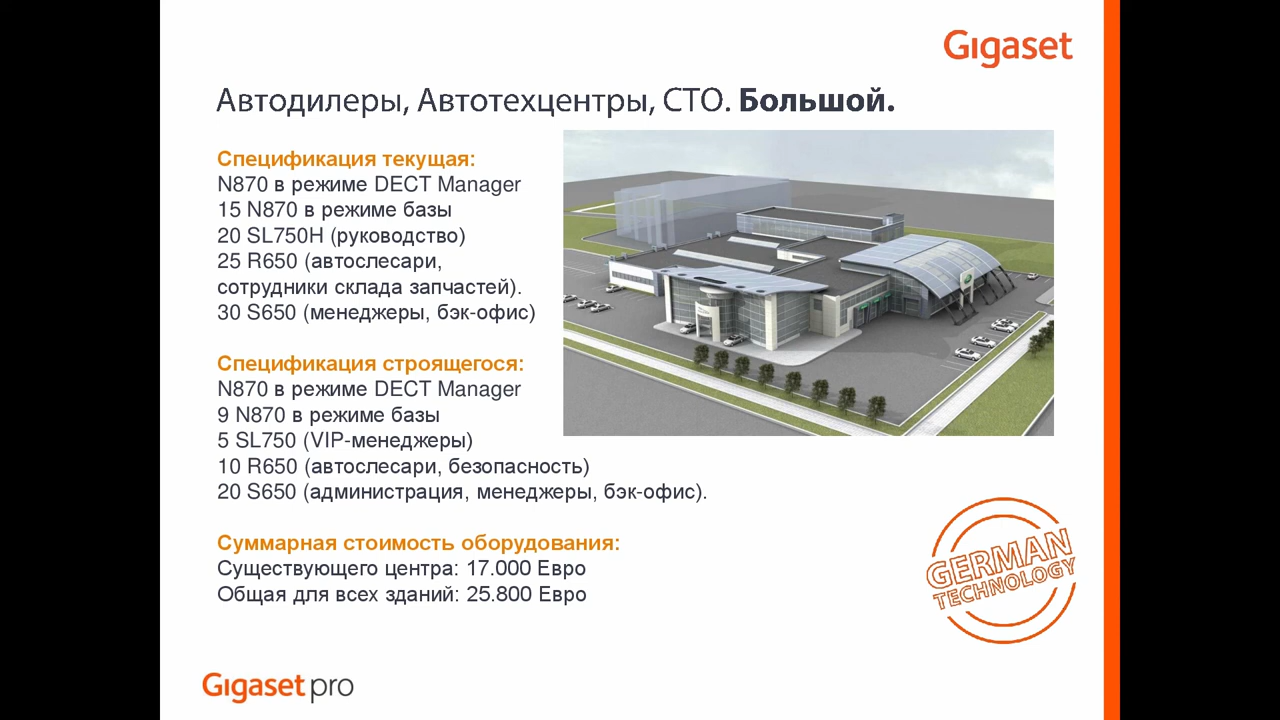 Gigaset
Автодилеры, Автотехцентры, СТО. Большой.
Спецификация текущая:
N870 в режиме DECT Manager
15 N870 в режиме базы
20 SL750H (руководство)
25 R650 (автослесари,
сотрудники склада запчастей).
30 S650 (менеджеры, бэк-офис)
Спецификация строящегося:
N870 в режиме DECT Manager
9 N870 в режиме базы
5 SL750 (VIP-менеджеры)
10 R650 (автослесари, безопасность)
20 S650 (администрация, менеджеры, бэк-офис).
Суммарная стоимость оборудования:
Существующего центра: 17.000 Евро
Общая для всех зданий: 25.800 Евро
GERMAN
TECHNOLOGY
Gigaset pro